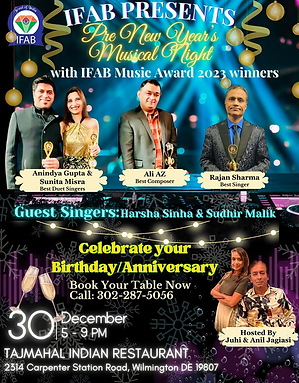 IFAB PRESENTS
IFAB
Pre New Year's
Musical Night
with IFAB Music Award 2023 winners
Anindya Gupta &
Sunita Misra
Best Duet Singers
Ali AZ
Best Composer
Rajan Sharma
Best Singer
Guest Singers: Harsha Sinha & Sudhir Malik
Celebrate your
Birthday/Anniversary
Book Your Table Now
Call: 302-287-5056
30 December
5 - 9 PM
Hosted By
Juhi & Anil Jagiasi
TAJMAHAL INDIAN RESTAURANT
2314 Carpenter Station Road, Wilmington DE 19807